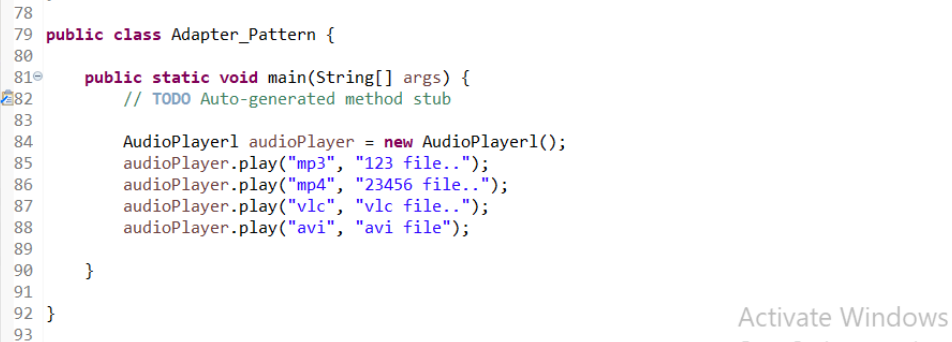 78
79 public class Adapter_Pattern {
80
81 public static void main(String[] args) {
82 // TODO Auto-generated method stub
83
84 AudioPlayerl audioPlayer = new AudioPlayerl();
85 audioPlayer.play("mp3", "123 file..");
86 audioPlayer.play("mp4", "23456 file..");
87 audioPlayer.play("vlc", "vlc file..");
88 audioPlayer.play("avi", "avi file");
89
90 }
91
92 }
93
Activate Windows